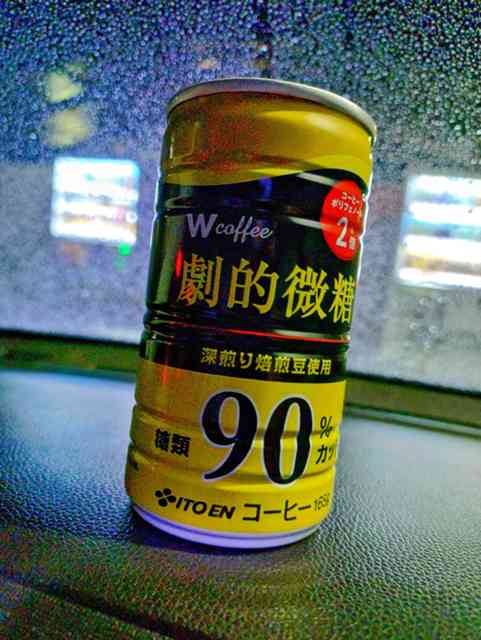 コーヒー
ポリフェノール
2倍
W coffee
劇的微糖
深煎り焙煎豆使用
糖類
90%
カッ
ITOEN コーヒー 165g